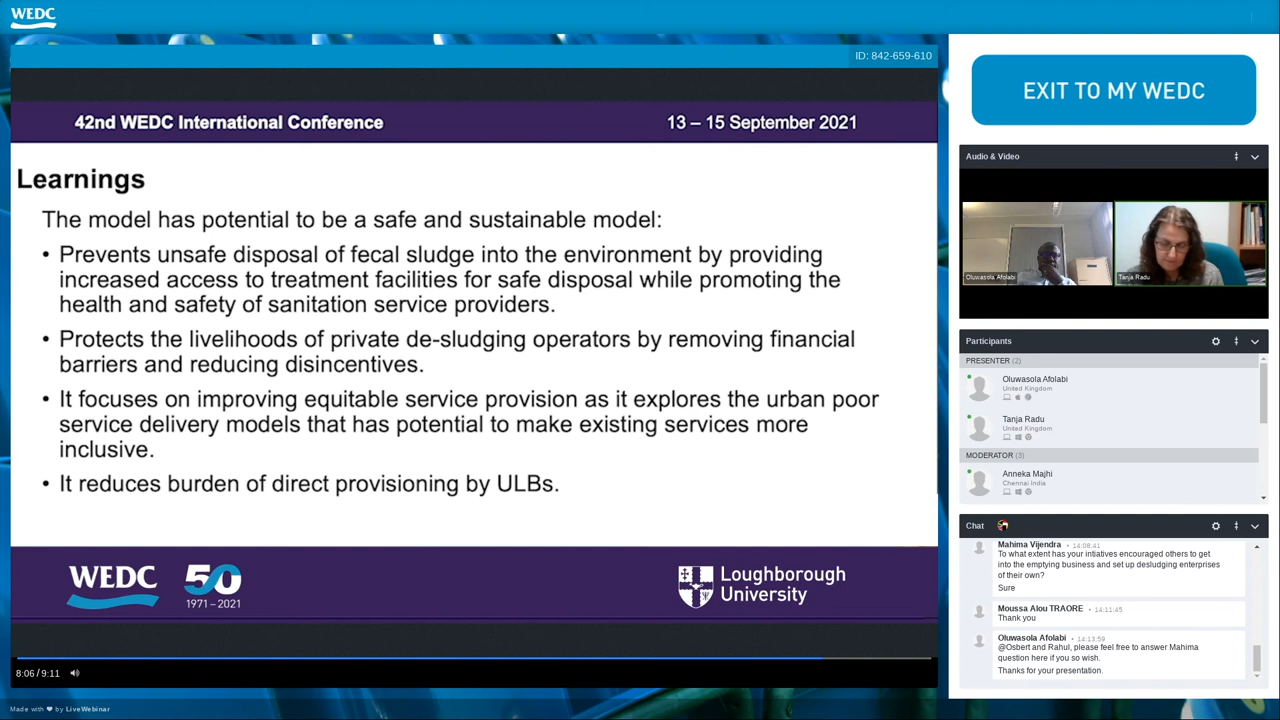 WEDC
ID: 842-659-610
42nd WEDC International Conference
13 – 15 September 2021
Learnings
The model has potential to be a safe and sustainable model:
• Prevents unsafe disposal of fecal sludge into the environment by providing
increased access to treatment facilities for safe disposal while promoting the
health and safety of sanitation service providers.
• Protects the livelihoods of private de-sludging operators by removing financial
barriers and reducing disincentives.
• It focuses on improving equitable service provision as it explores the urban poor
service delivery models that has potential to make existing services more
inclusive.
• It reduces burden of direct provisioning by ULBs.
WEDC
50
1971 – 2021
Loughborough
University
8:06 / 9:11
Made with ❤ by LiveWebinar
EXIT TO MY WEDC
Audio & Video
Oluwasola Afolabi
Tanja Radu
Participants
PRESENTER (2)
Oluwasola Afolabi
United Kingdom
Tanja Radu
United Kingdom
MODERATOR (3)
Anneka Majhi
Chennai India
Chat
Mahima Vijendra • 14:08:41
To what extent has your intiatives encouraged others to get
into the emptying business and set up desludging enterprises
of their own?
Sure
Moussa Alou TRAORE • 14:11:45
Thank you
Oluwasola Afolabi • 14:13:59
@Osbert and Rahul, please feel free to answer Mahima
question here if you so wish.
Thanks for your presentation.